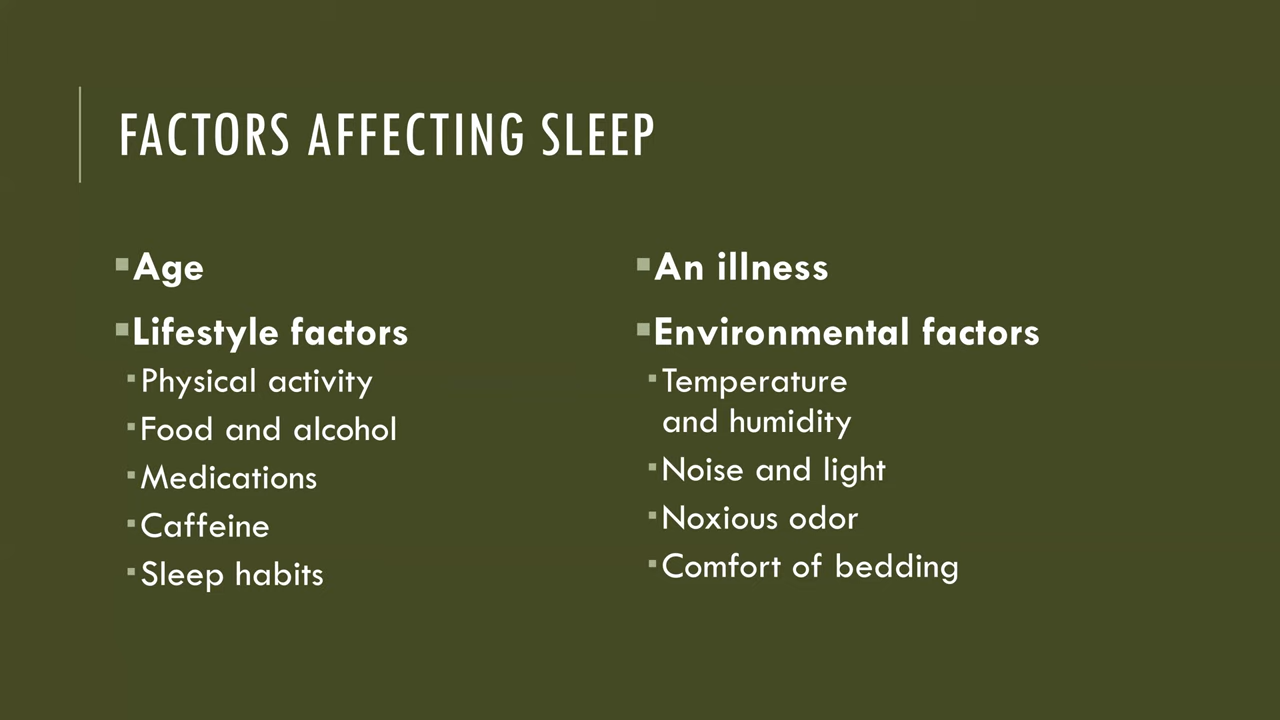 FACTORS AFFECTING SLEEP
Age
Lifestyle factors
Physical activity
Food and alcohol
Medications
Caffeine
Sleep habits
An illness
Environmental factors
Temperature
and humidity
Noise and light
Noxious odor
Comfort of bedding